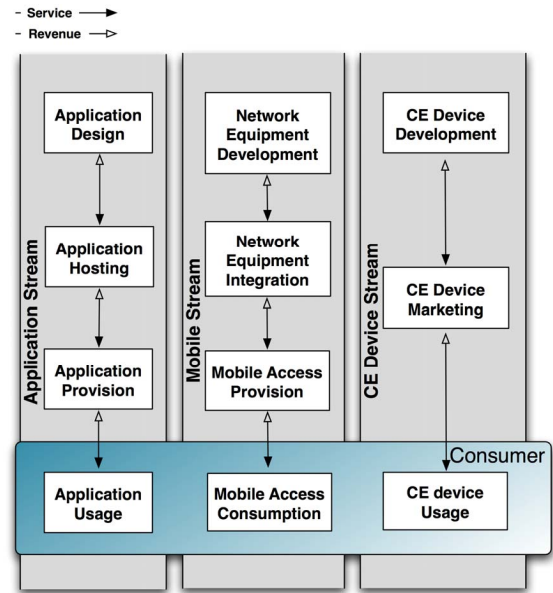 – Service
– Revenue
Application Stream
Application
Design
Application
Hosting
Application
Provision
Application
Usage
Mobile Stream
Network
Equipment
Development
Network
Equipment
Integration
Mobile Access
Provision
Mobile Access
Consumption
CE Device Stream
CE Device
Development
CE Device
Marketing
Consumer
CE device
Usage